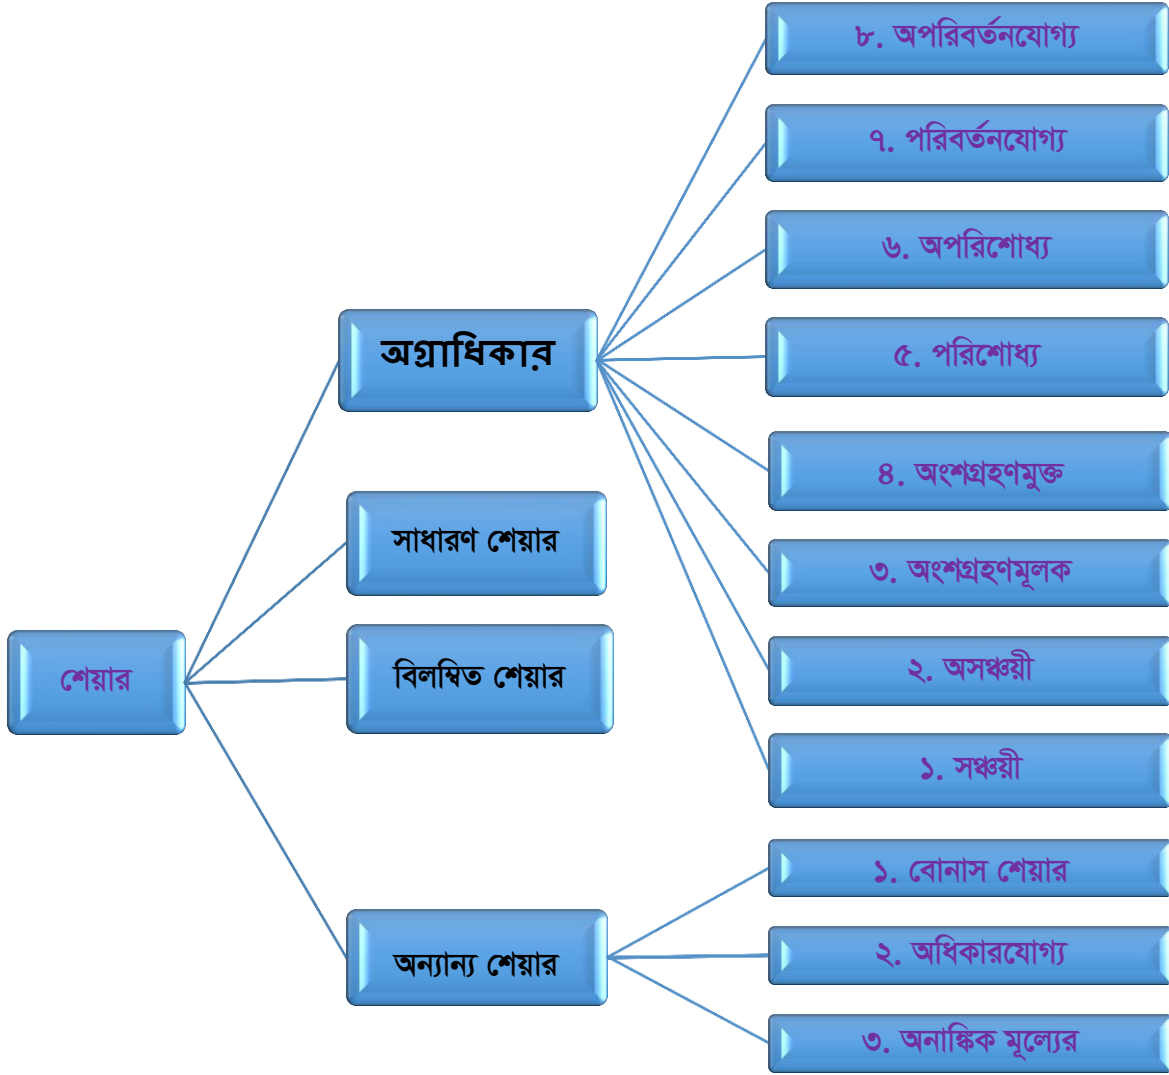 ৮. অপরিবর্তনযোগ্য
৭. পরিবর্তনযোগ্য
৬. অপরিশোধ্য
অগ্রাধিকার
৫. পরিশোধ্য
৪. অংশগ্রহণমুক্ত
সাধারণ শেয়ার
৩. অংশগ্রহণমূলক
শেয়ার
বিলম্বিত শেয়ার
২. অসঞ্চয়ী
১. সঞ্চয়ী
১. বোনাস শেয়ার
অন্যান্য শেয়ার
২. অধিকারযোগ্য
৩. অনাঙ্কিক মূল্যের